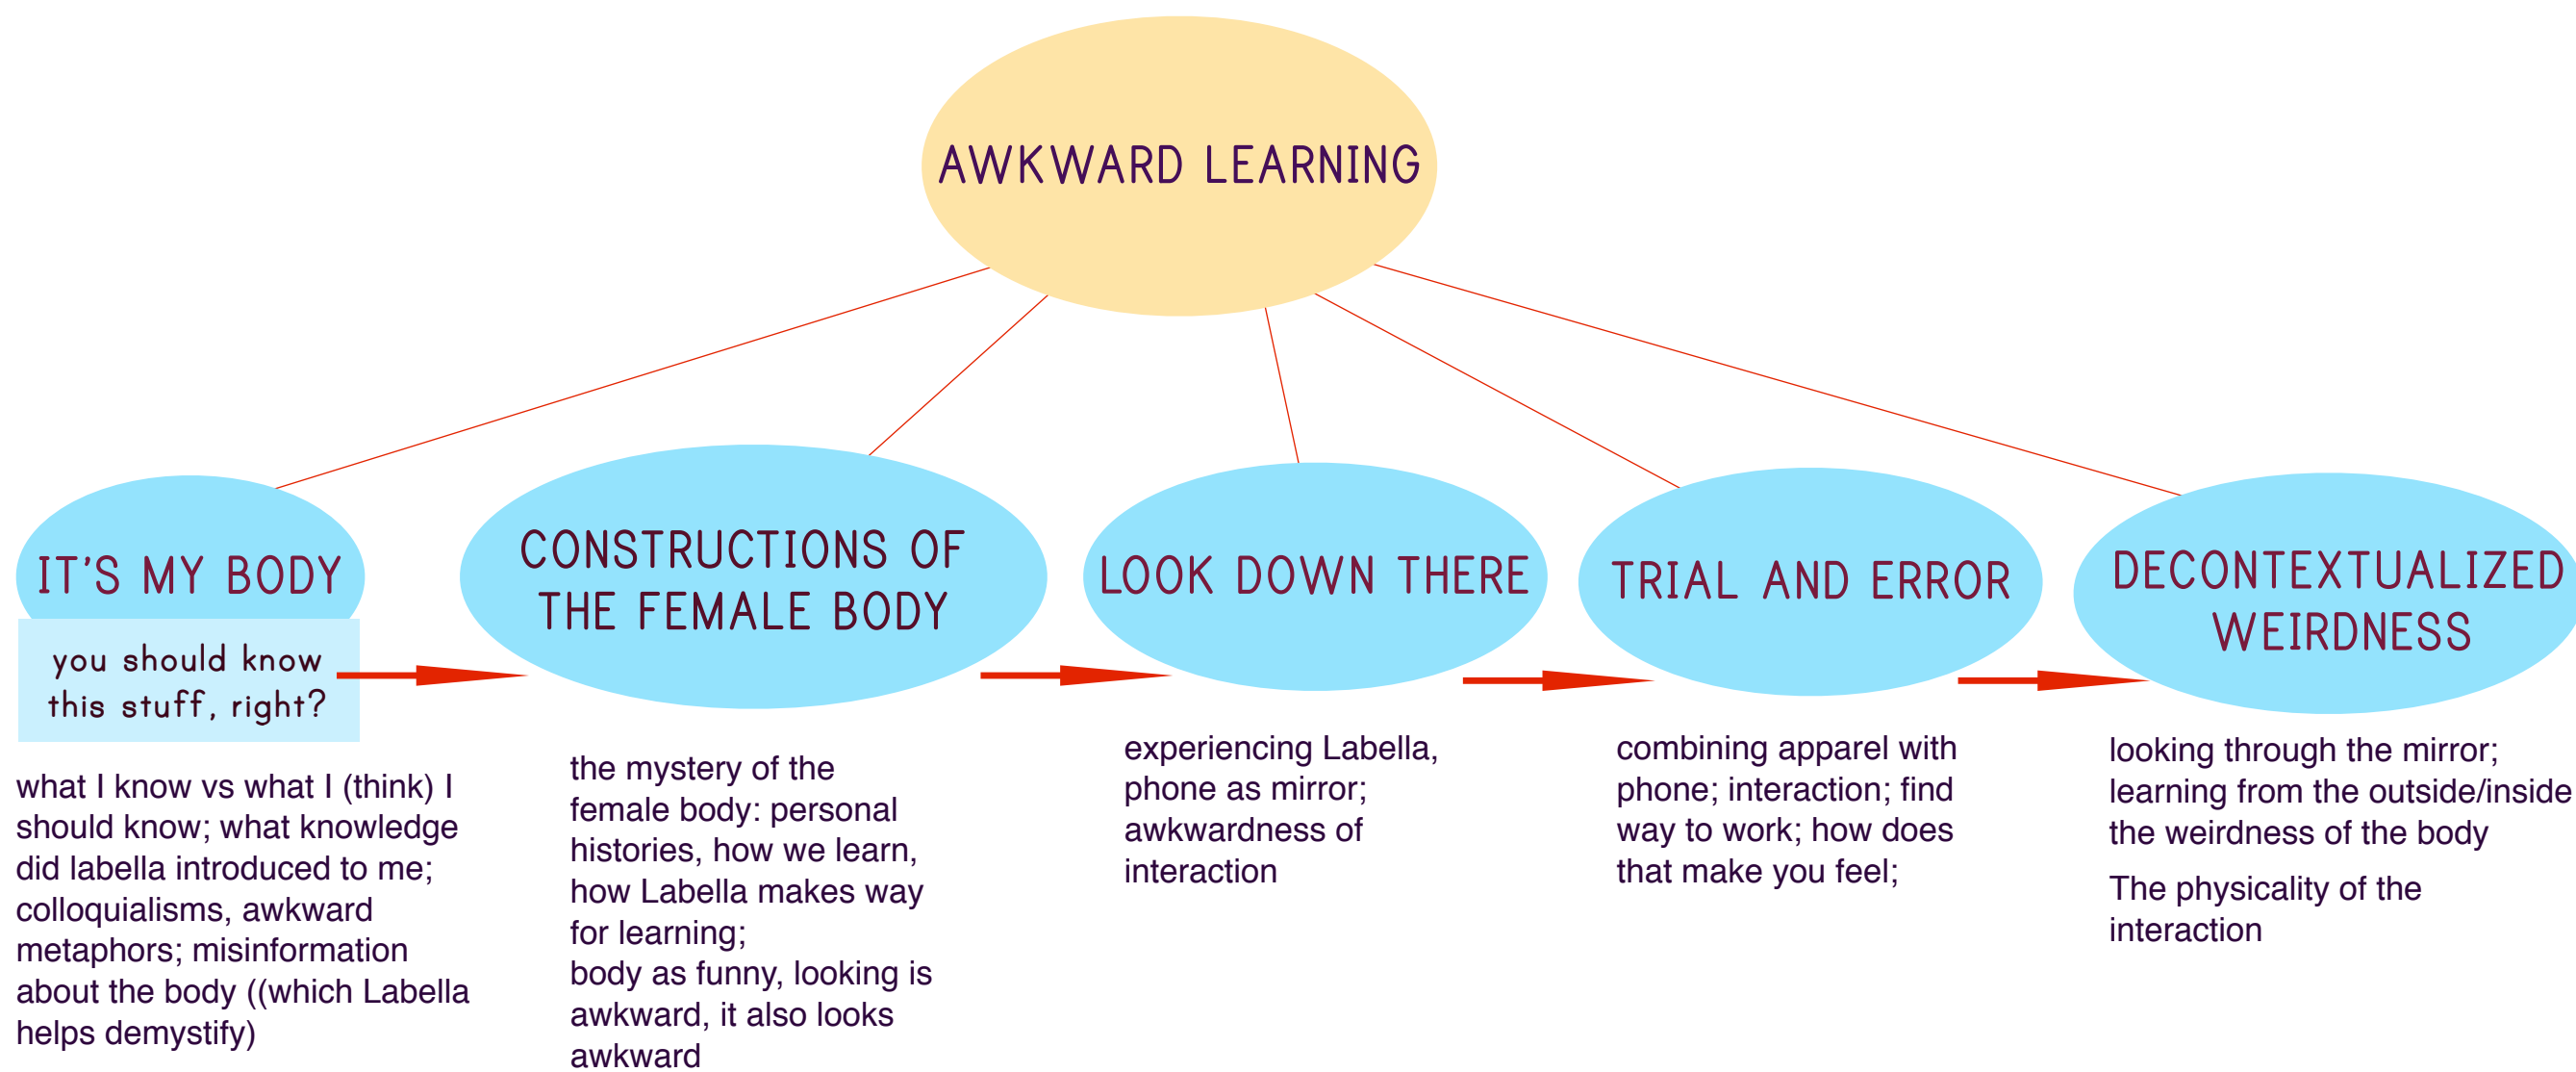 AWKWARD LEARNING
IT'S MY BODY
you should know
this stuff, right?
what I know vs what I (think) I
should know; what knowledge
did labella introduced to me;
colloquialisms, awkward
metaphors; misinformation
about the body ((which Labella
helps demystify)
CONSTRUCTIONS OF
THE FEMALE BODY
the mystery of the
female body: personal
histories, how we learn,
how Labella makes way
for learning;
body as funny, looking is
awkward, it also looks
awkward
LOOK DOWN THERE
experiencing Labella,
phone as mirror;
awkwardness of
interaction
TRIAL AND ERROR
combining apparel with
phone; interaction; find
way to work; how does
that make you feel;
DECONTEXTUALIZED
WEIRDNESS
looking through the mirror;
learning from the outside/inside
the weirdness of the body
The physicality of the
interaction